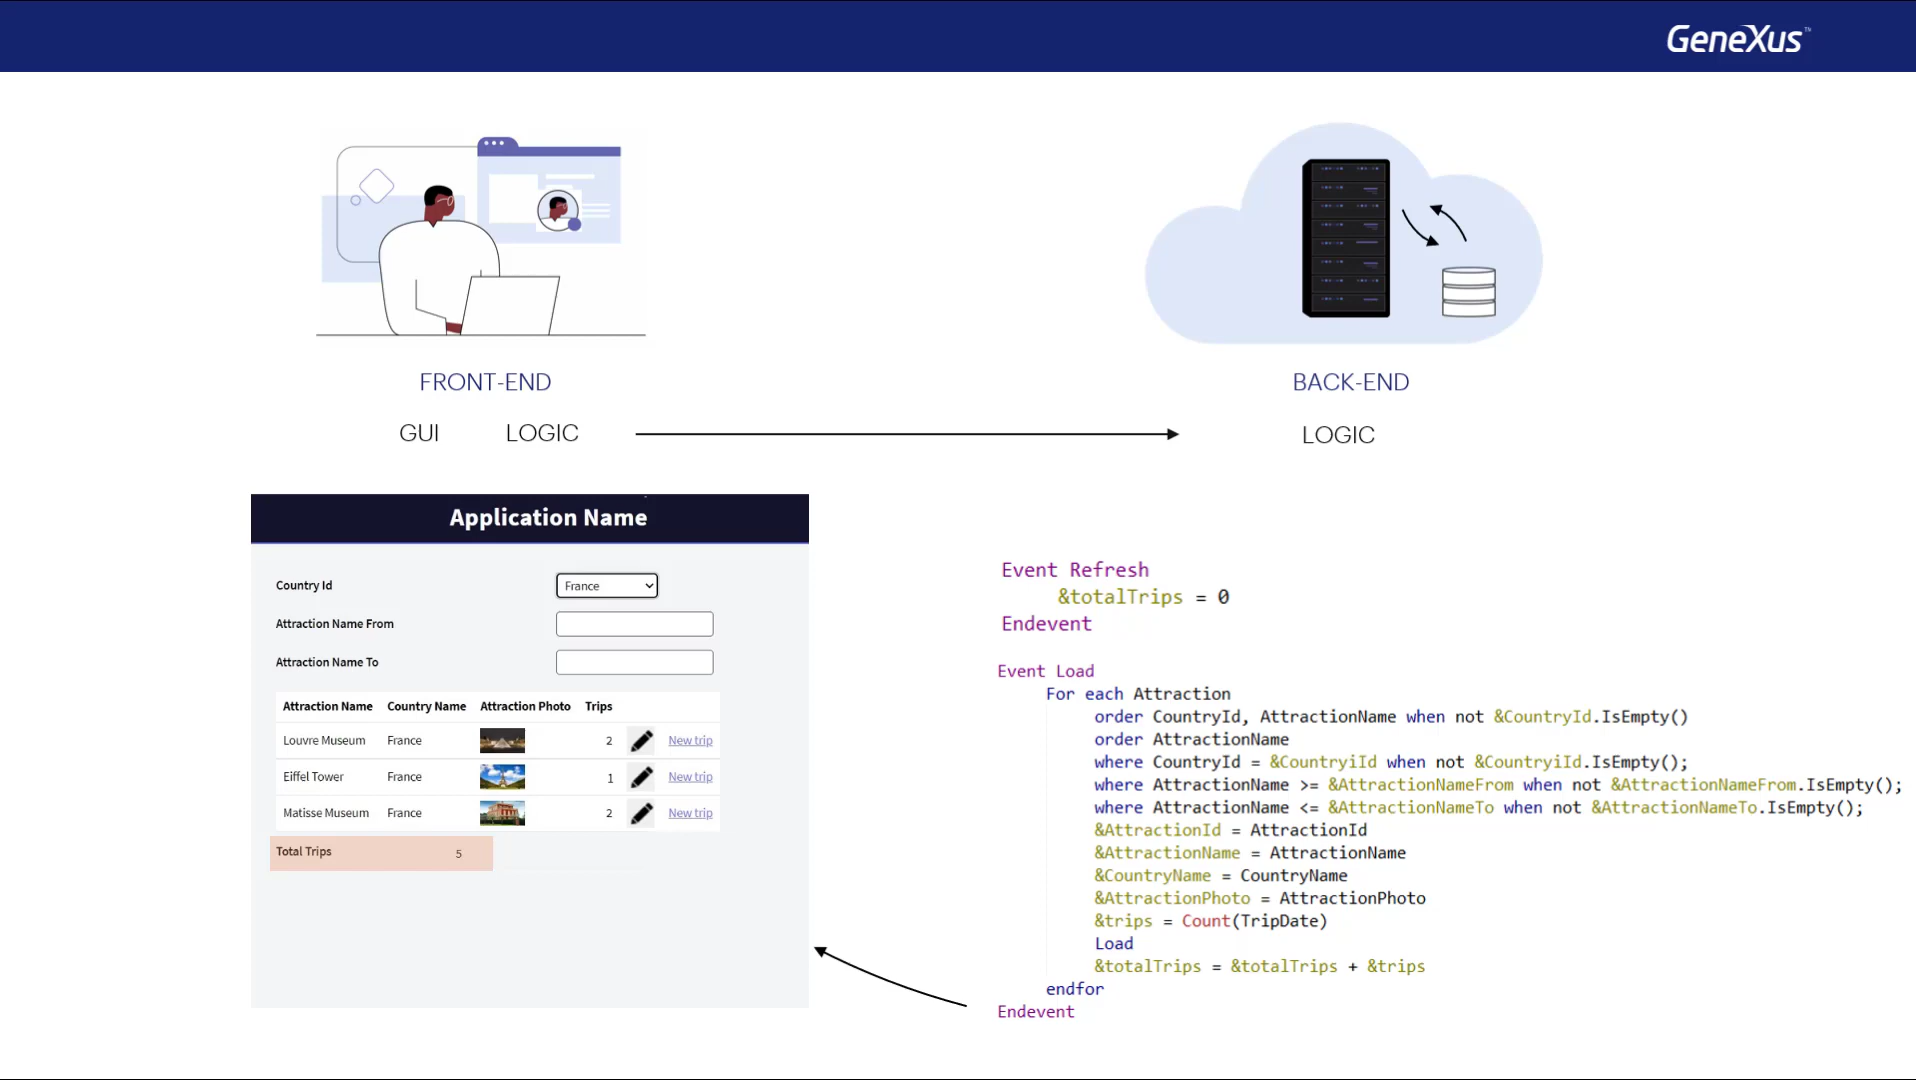 GeneXus™
FRONT-END
BACK-END
GUI LOGIC
LOGIC
Application Name
Country Id France
Attraction Name From
Attraction Name To
Attraction Name Country Name Attraction Photo Trips
Louvre Museum France 2 New trip
Eiffel Tower France 1 New trip
Matisse Museum France 2 New trip
Total Trips 5
Event Refresh
&totalTrips = 0
Endevent
Event Load
For each Attraction
order CountryId, AttractionName when not &CountryId.IsEmpty()
order AttractionName
where CountryId = &CountryiId when not &CountryiId.IsEmpty();
where AttractionName >= &AttractionNameFrom when not &AttractionNameFrom.IsEmpty();
where AttractionName <= &AttractionNameTo when not &AttractionNameTo.IsEmpty();
&AttractionId = AttractionId
&AttractionName = AttractionName
&CountryName = CountryName
&AttractionPhoto = AttractionPhoto
&trips = Count(TripDate)
Load
&totalTrips = &totalTrips + &trips
endfor
Endevent